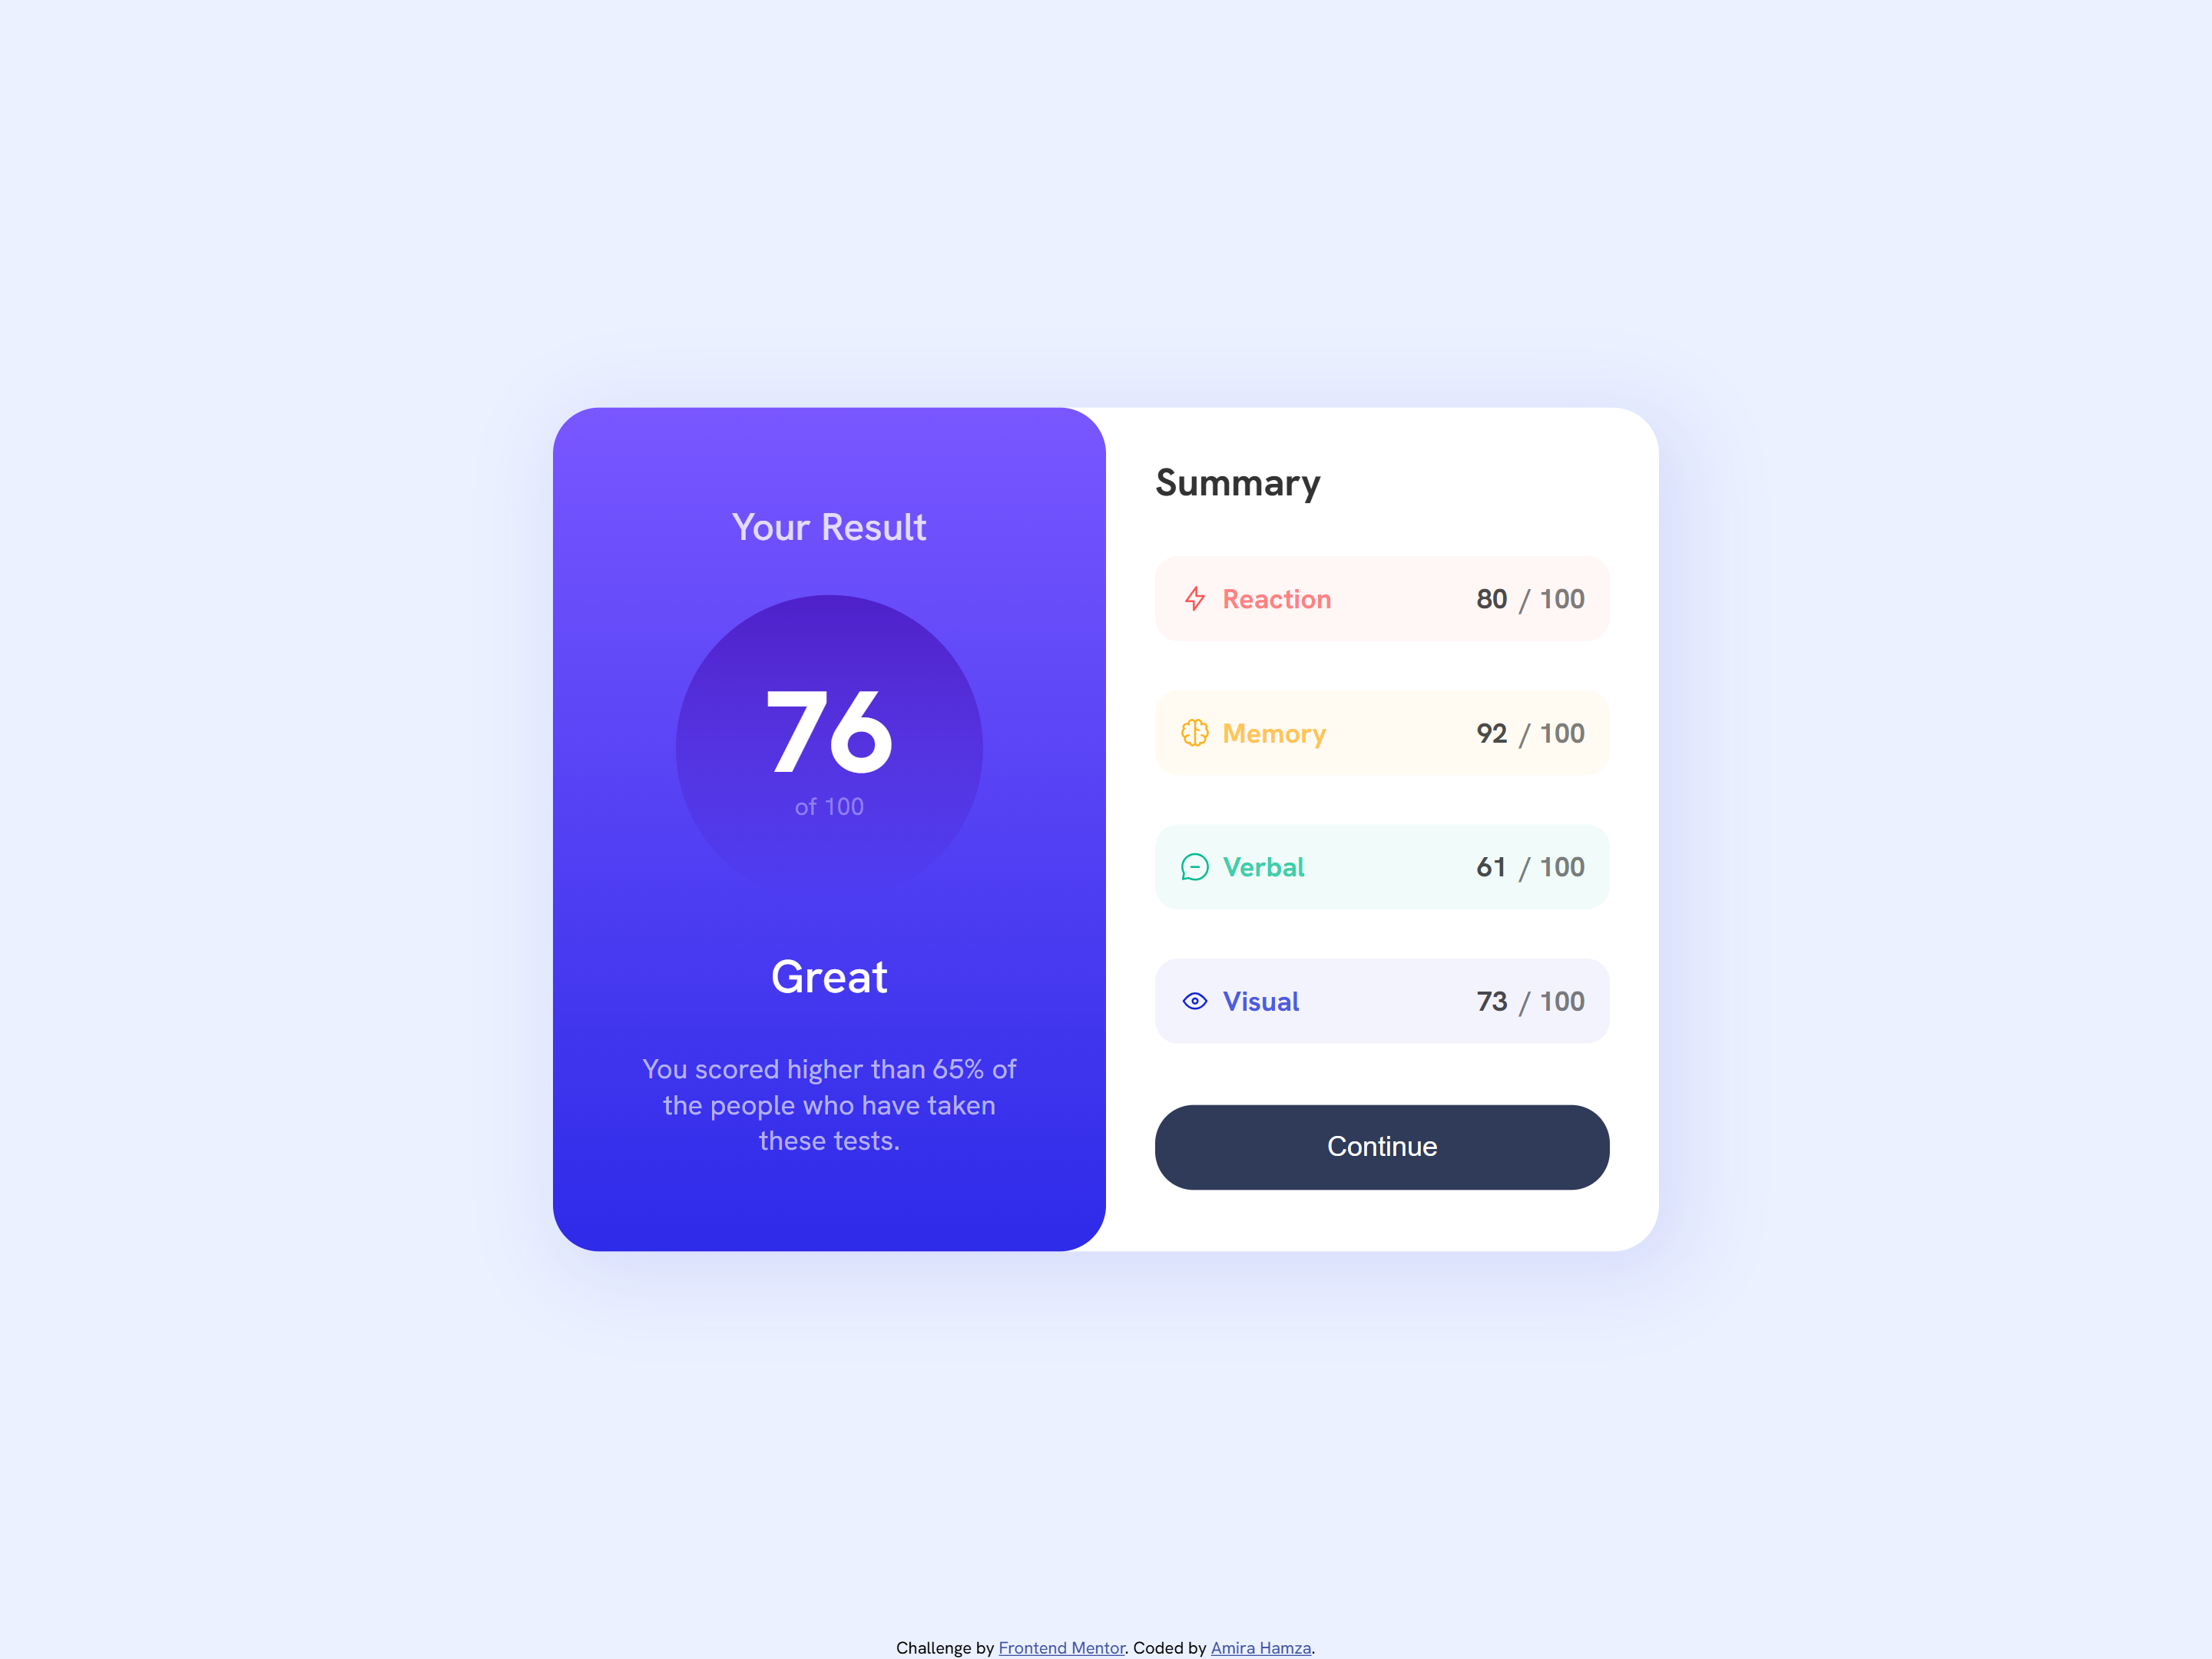 Your Result
76
of 100
Great
You scored higher than 65% of
the people who have taken
these tests.
Summary
Reaction 80 / 100
Memory 92 / 100
Verbal 61 / 100
Visual 73 / 100
Continue
Challenge by Frontend Mentor. Coded by Amira Hamza.